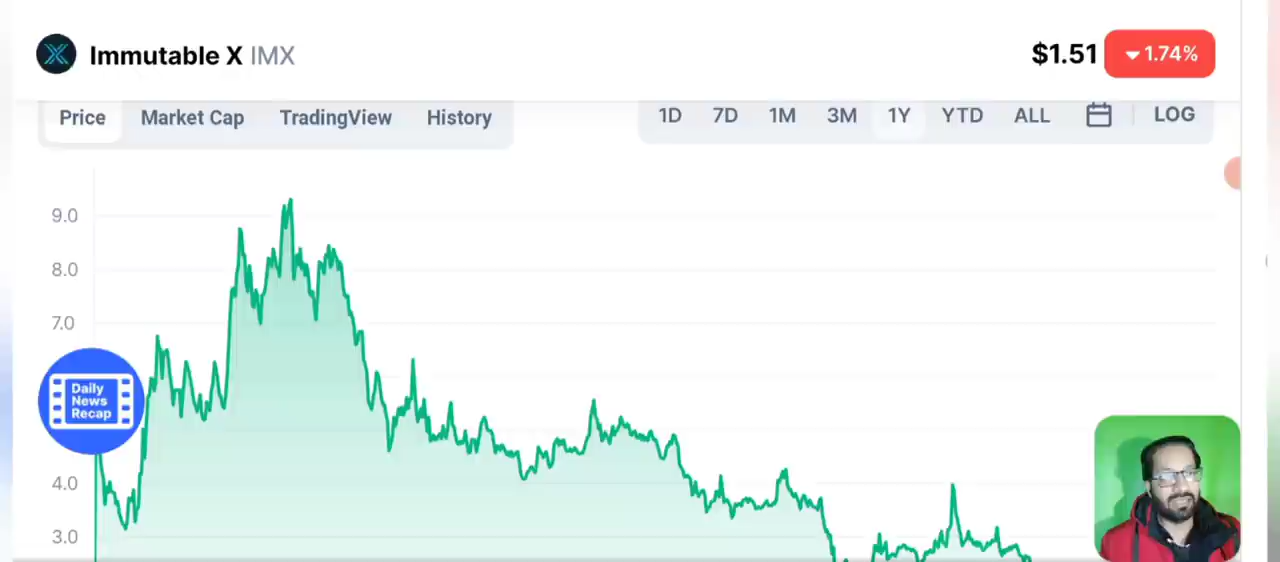 Immutable X IMX
$1.51 1.74%
Price Market Cap TradingView History
1D 7D 1M 3M 1Y YTD ALL LOG
9.0
8.0
7.0
Daily
News
Recap
4.0
3.0